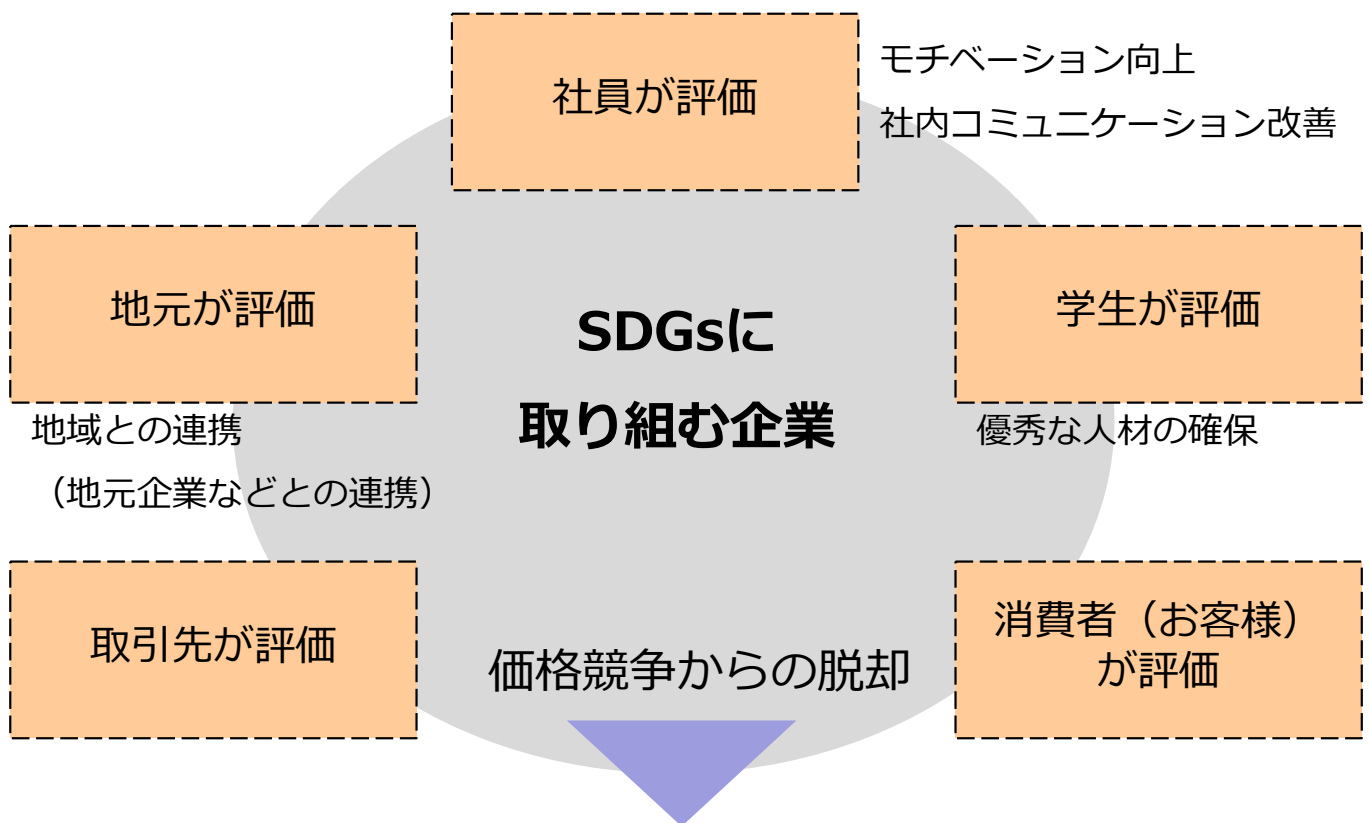 社員が評価
モチベーション向上
社内コミュニケーション改善
地元が評価
地域との連携
（地元企業などとの連携）
SDGsに
取り組む企業
学生が評価
優秀な人材の確保
取引先が評価
価格競争からの脱却
消費者（お客様）
が評価